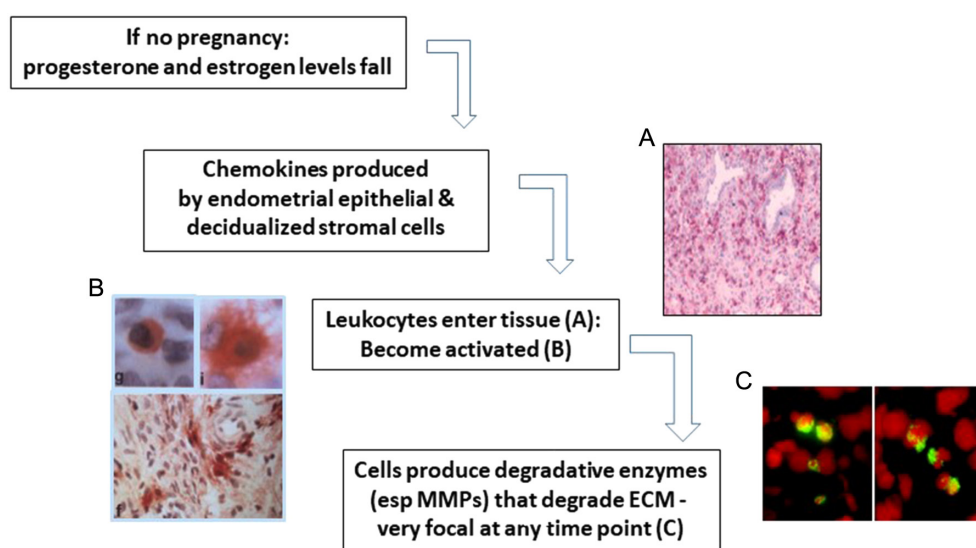 If no pregnancy:
progesterone and estrogen levels fall
A
Chemokines produced
by endometrial epithelial &
decidualized stromal cells
B
g
i
f
Leukocytes enter tissue (A):
Become activated (B)
C
Cells produce degradative enzymes
(esp MMPs) that degrade ECM -
very focal at any time point (C)